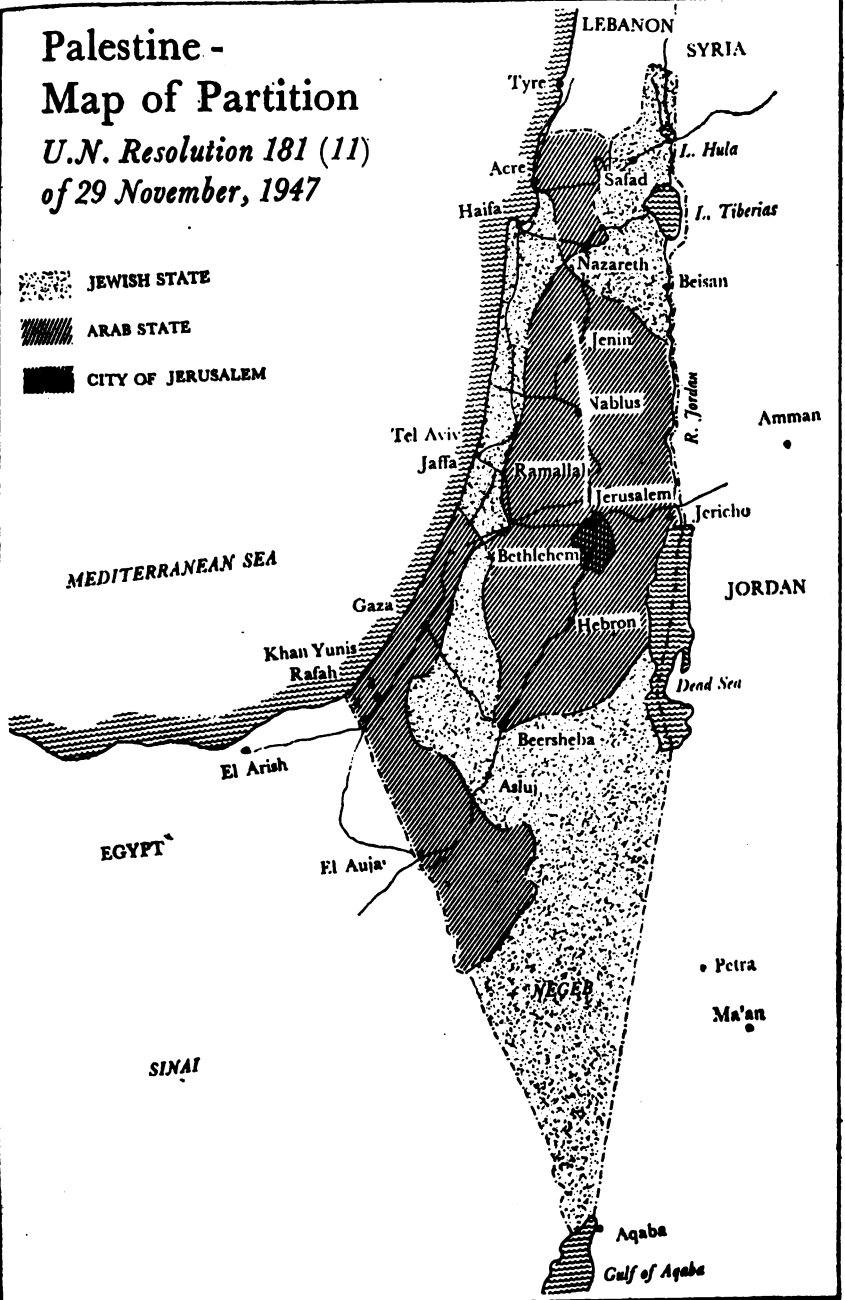 Palestine -
Map of Partition
U.N. Resolution 181 (11)
of 29 November, 1947
JEWISH STATE
ARAB STATE
CITY OF JERUSALEM
LEBANON
SYRIA
Tyre
L. Hula
Acre
Safad
Haifa
L. Tiberias
Nazareth
Beisan
Jenin
R. Jordan
Nablus
Amman
Tel Aviv
Jaffa
Ramallal
Jerusalem
Jericho
MEDITERRANEAN SEA
Bethlehem
JORDAN
Gaza
Hebron
Khan Yunis
Rafah
Dead Sea
Beersheba
El Arish
Asluj
EGYPT
El Auja
Petra
NEGEB
Ma'an
SINAI
Aqaba
Gulf of Aqaba